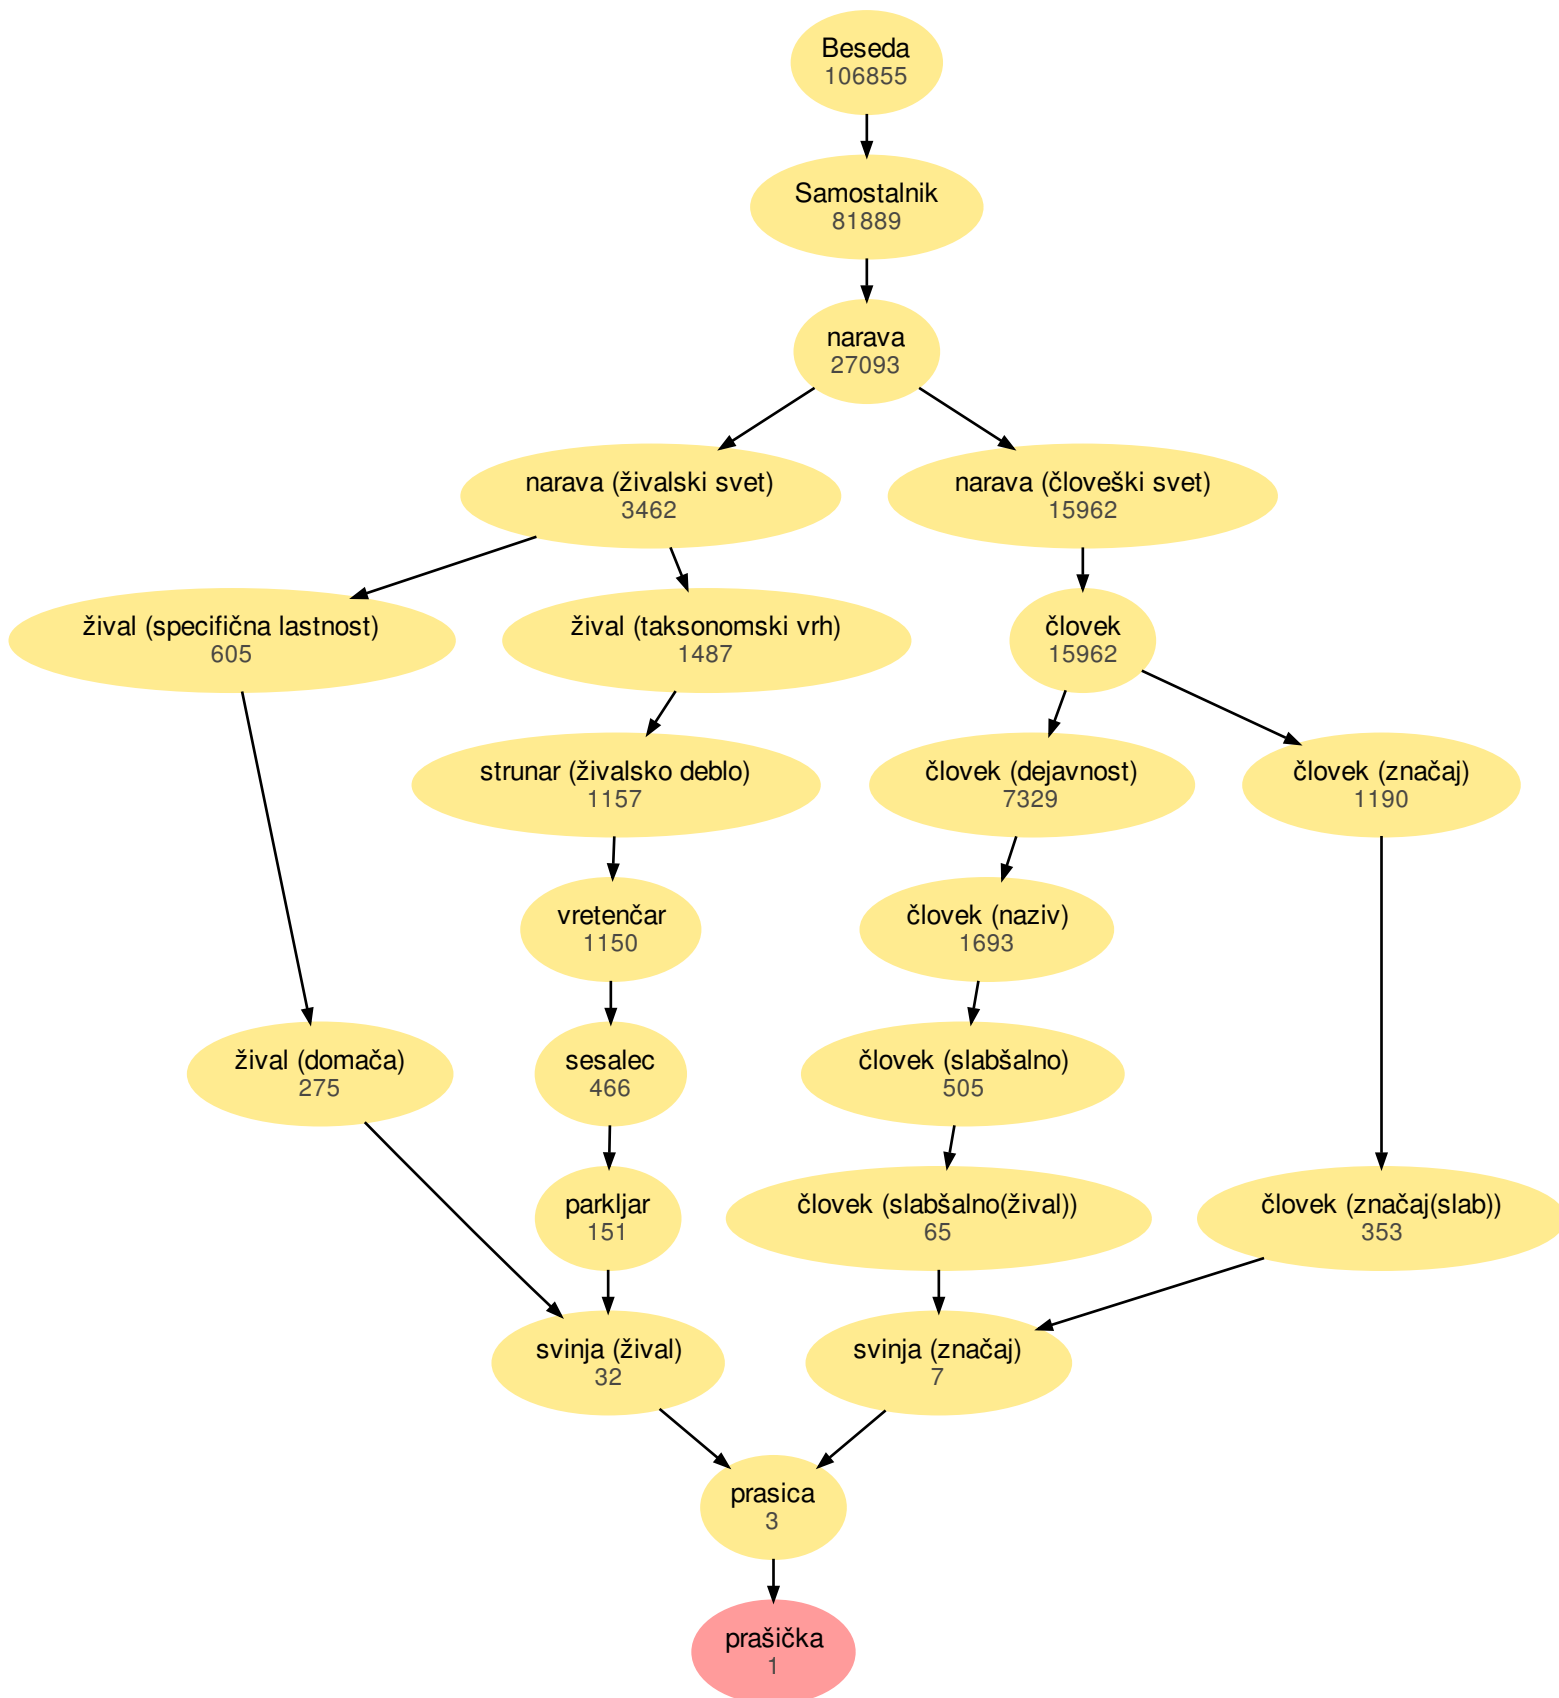 Beseda
106855
Samostalnik
81889
narava
27093
narava (živalski svet)
3462
narava (človeški svet)
15962
žival (specifična lastnost)
605
žival (taksonomski vrh)
1487
človek
15962
strunar (živalsko deblo)
1157
človek (dejavnost)
7329
človek (značaj)
1190
vretenčar
1150
človek (naziv)
1693
žival (domača)
275
sesalec
466
človek (slabšalno)
505
parkljar
151
človek (slabšalno(žival))
65
človek (značaj(slab))
353
svinja (žival)
32
svinja (značaj)
7
prasica
3
prašička
1